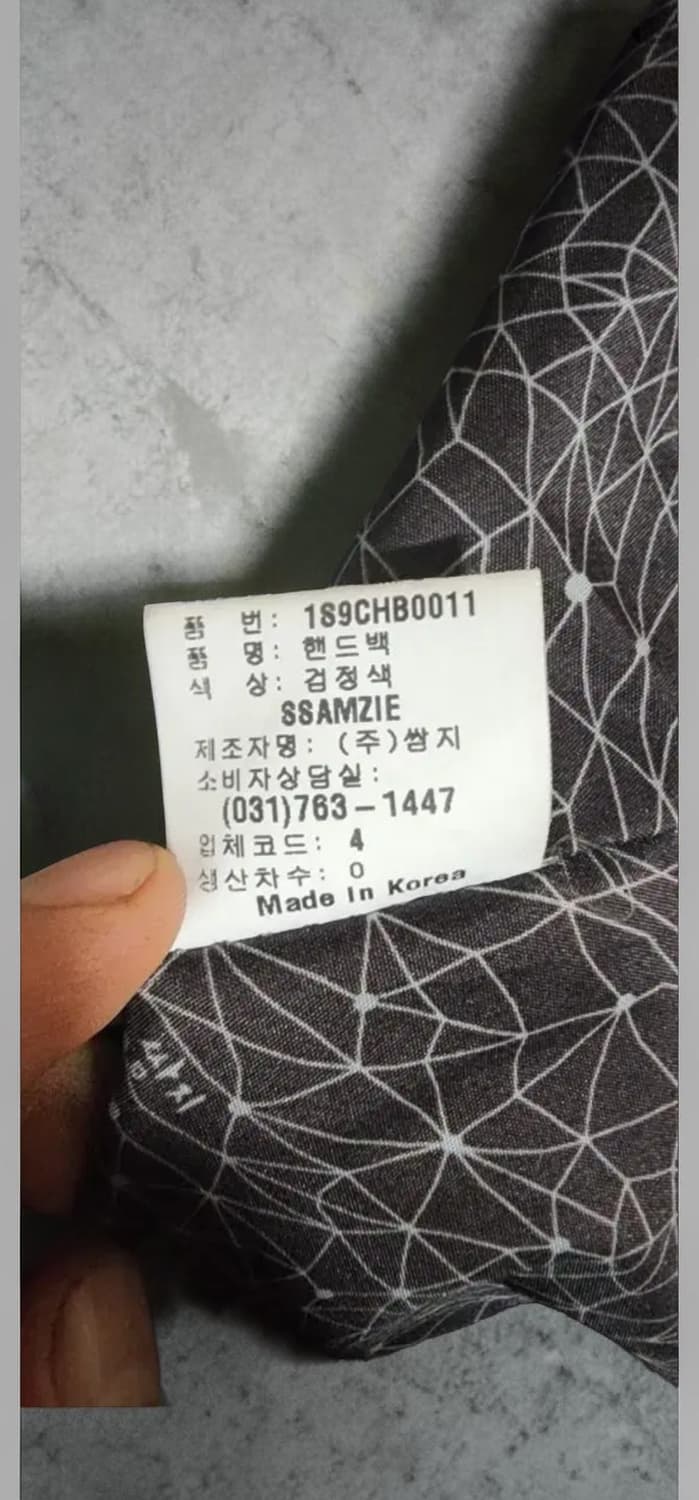 품 번: 1S9CHB0011
품 명: 핸드백
색 상: 검정색
SSAMZIE
제조자명: (주)쌈지
소비자상담실:
(031)763-1447
업체코드: 4
생산차수: 0
Made In Korea
쌈지